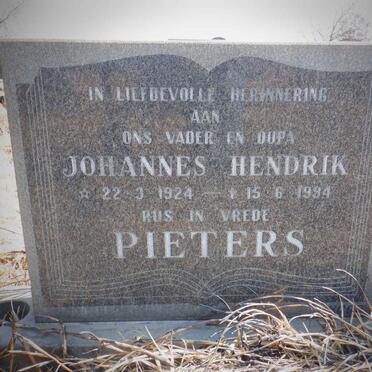 IN LIEFDEVOLLE HERINNERING
AAN
ONS VADER EN OUPA
JOHANNES HENDRIK
☆ 22-3-1924 — † 15-6-1994
RUS IN VREDE
PIETERS